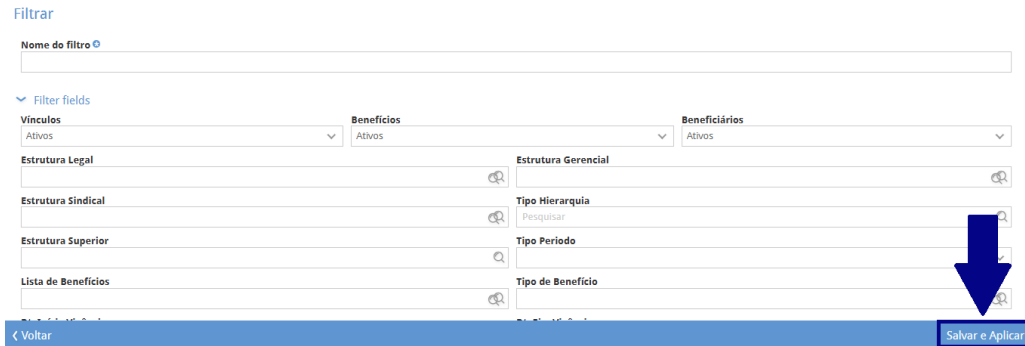 Filtrar
Nome do filtro
Filter fields
Vínculos Benefícios Beneficiários
Ativos Ativos Ativos
Estrutura Legal Estrutura Gerencial
Estrutura Sindical Tipo Hierarquia
Pesquisar
Estrutura Superior Tipo Periodo
Lista de Benefícios Tipo de Benefício
Voltar Salvar e Aplicar